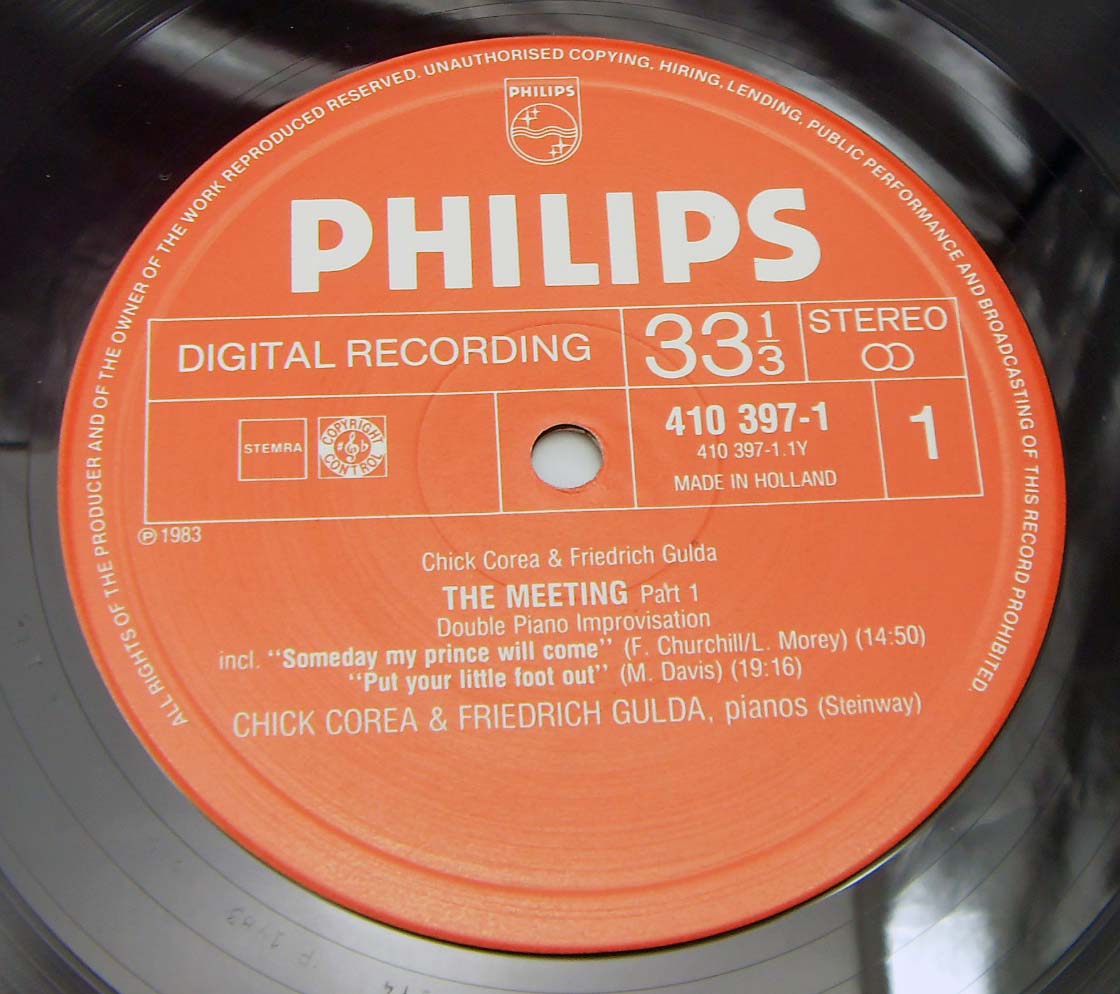 ALL RIGHTS OF THE PRODUCER AND OF THE OWNER OF THE WORK REPRODUCED RESERVED. UNAUTHORISED COPYING, HIRING, LENDING, PUBLIC PERFORMANCE AND BROADCASTING OF THIS RECORD PROHIBITED.
PHILIPS
PHILIPS
DIGITAL RECORDING
33 1/3
STEREO
STEMRA
COPYRIGHT CONTROL
410 397-1
410 397-1.1Y
MADE IN HOLLAND
1
℗ 1983
Chick Corea & Friedrich Gulda
THE MEETING Part 1
Double Piano Improvisation
incl. "Someday my prince will come" (F. Churchill/L. Morey) (14:50)
"Put your little foot out" (M. Davis) (19:16)
CHICK COREA & FRIEDRICH GULDA, pianos (Steinway)